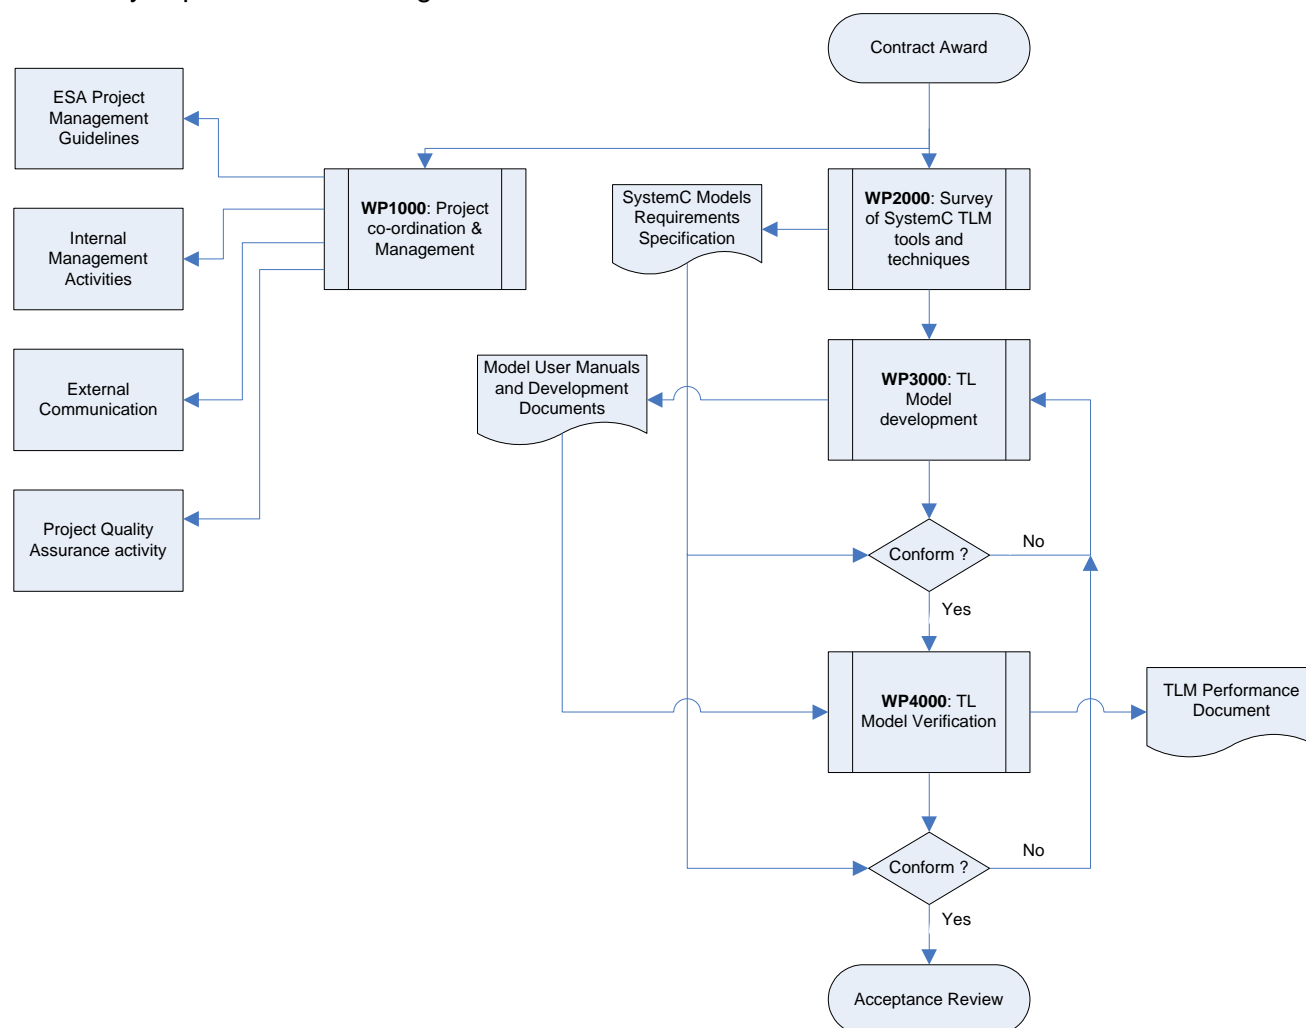 Contract Award
ESA Project
Management
Guidelines
WP1000: Project
co-ordination &
Management
SystemC Models
Requirements
Specification
WP2000: Survey
of SystemC TLM
tools and
techniques
Internal
Management
Activities
External
Communication
Model User Manuals
and Development
Documents
WP3000: TL
Model
development
Project Quality
Assurance activity
Conform ?
No
Yes
WP4000: TL
Model Verification
TLM Performance
Document
Conform ?
No
Yes
Acceptance Review